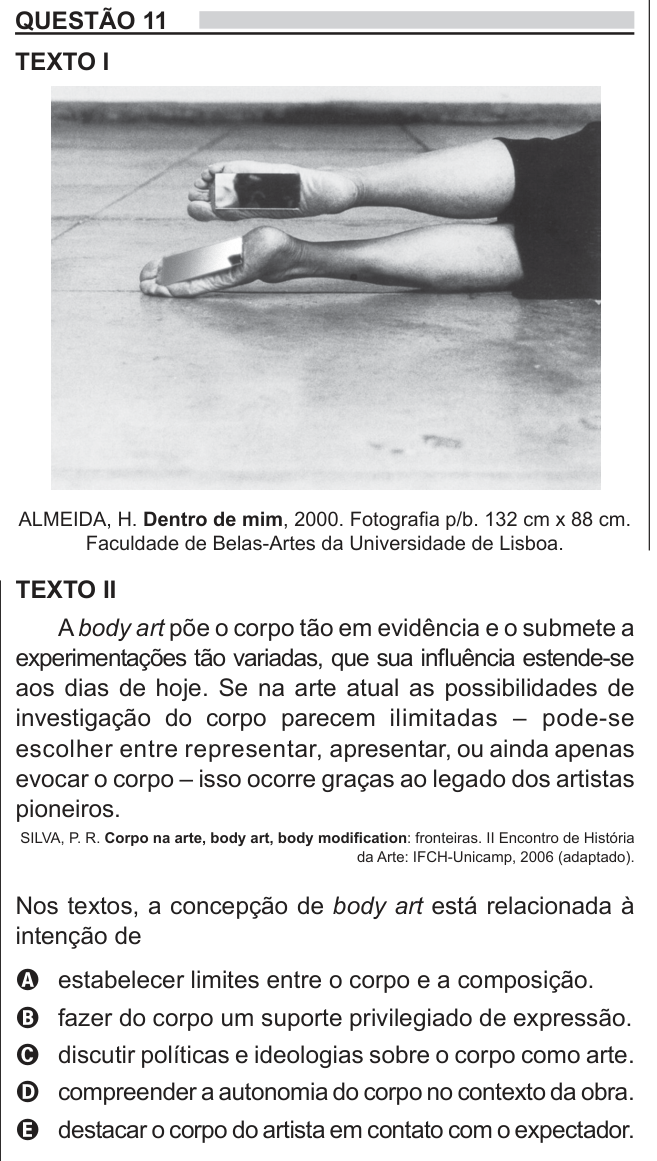 QUESTÃO 11
TEXTO I
ALMEIDA, H. Dentro de mim, 2000. Fotografia p/b. 132 cm x 88 cm.
Faculdade de Belas-Artes da Universidade de Lisboa.
TEXTO II
A body art põe o corpo tão em evidência e o submete a
experimentações tão variadas, que sua influência estende-se
aos dias de hoje. Se na arte atual as possibilidades de
investigação do corpo parecem ilimitadas – pode-se
escolher entre representar, apresentar, ou ainda apenas
evocar o corpo – isso ocorre graças ao legado dos artistas
pioneiros.
SILVA, P. R. Corpo na arte, body art, body modification: fronteiras. II Encontro de História
da Arte: IFCH-Unicamp, 2006 (adaptado).
Nos textos, a concepção de body art está relacionada à
intenção de
A estabelecer limites entre o corpo e a composição.
B fazer do corpo um suporte privilegiado de expressão.
C discutir políticas e ideologias sobre o corpo como arte.
D compreender a autonomia do corpo no contexto da obra.
E destacar o corpo do artista em contato com o expectador.